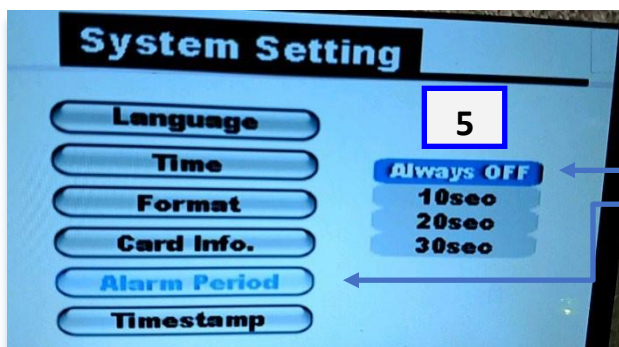 System Setting
Language
Time
Format
Card Info.
Alarm Period
Timestamp
5
Always OFF
10sec
20sec
30sec